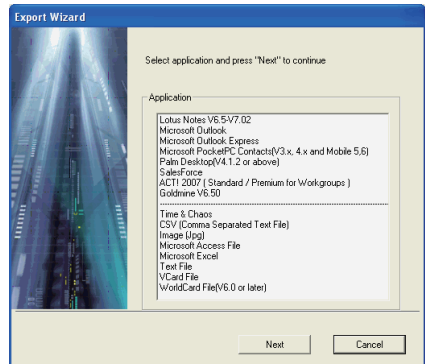 Export Wizard
Select application and press "Next" to continue
Application
Lotus Notes V6.5-V7.02
Microsoft Outlook
Microsoft Outlook Express
Microsoft PocketPC Contacts(V3.x, 4.x and Mobile 5,6)
Palm Desktop(V4.1.2 or above)
SalesForce
ACT! 2007 ( Standard / Premium for Workgroups )
Goldmine V6.50
Time & Chaos
CSV (Comma Separated Text File)
Image (Jpg)
Microsoft Access File
Microsoft Excel
Text File
VCard File
WorldCard File(V6.0 or later)
Next Cancel